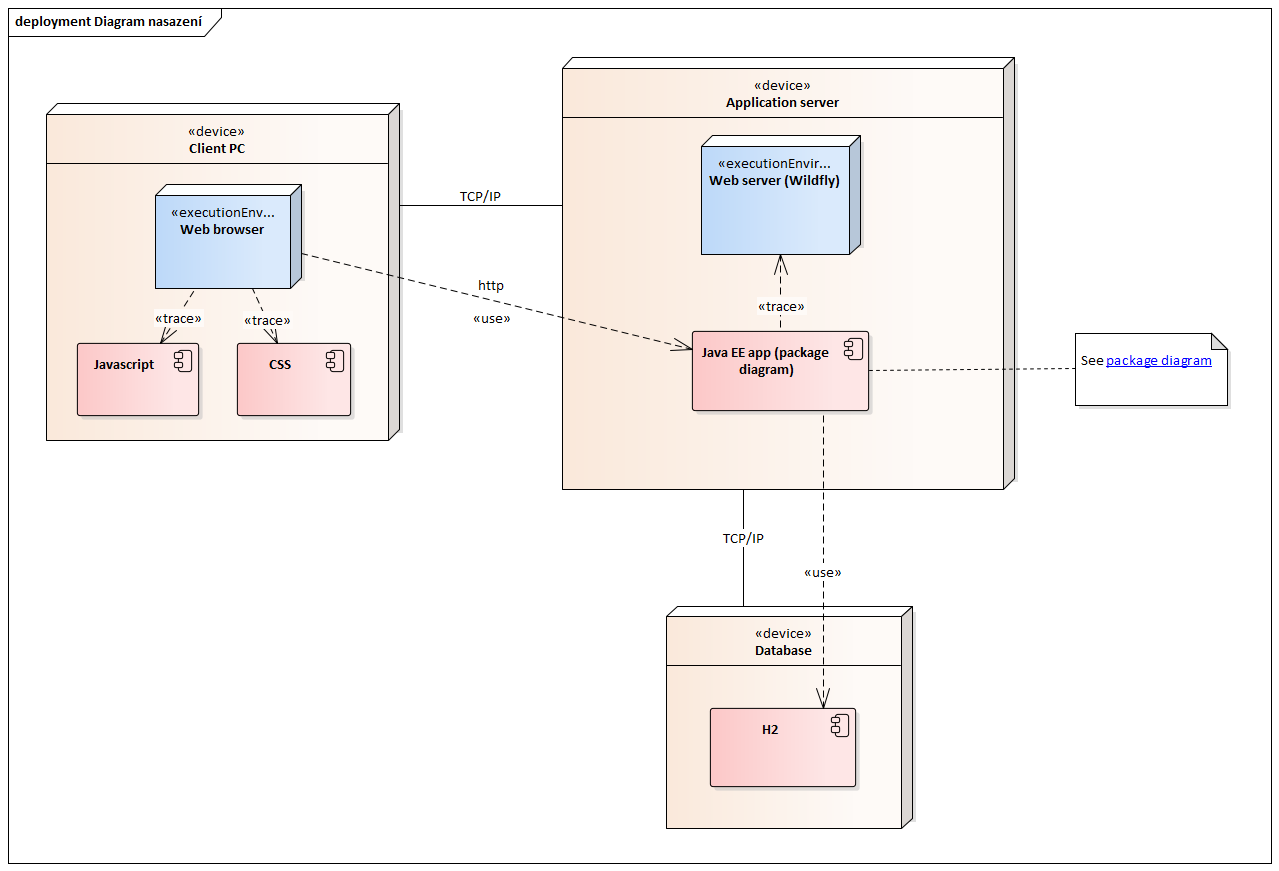 deployment Diagram nasazení
«device»
Application server
«executionEnvir...
Web server (Wildfly)
«device»
Client PC
«executionEnv...
Web browser
TCP/IP
http
«use»
«trace»
«trace»
«trace»
Javascript
CSS
Java EE app (package
diagram)
See package diagram
TCP/IP
«use»
«device»
Database
H2